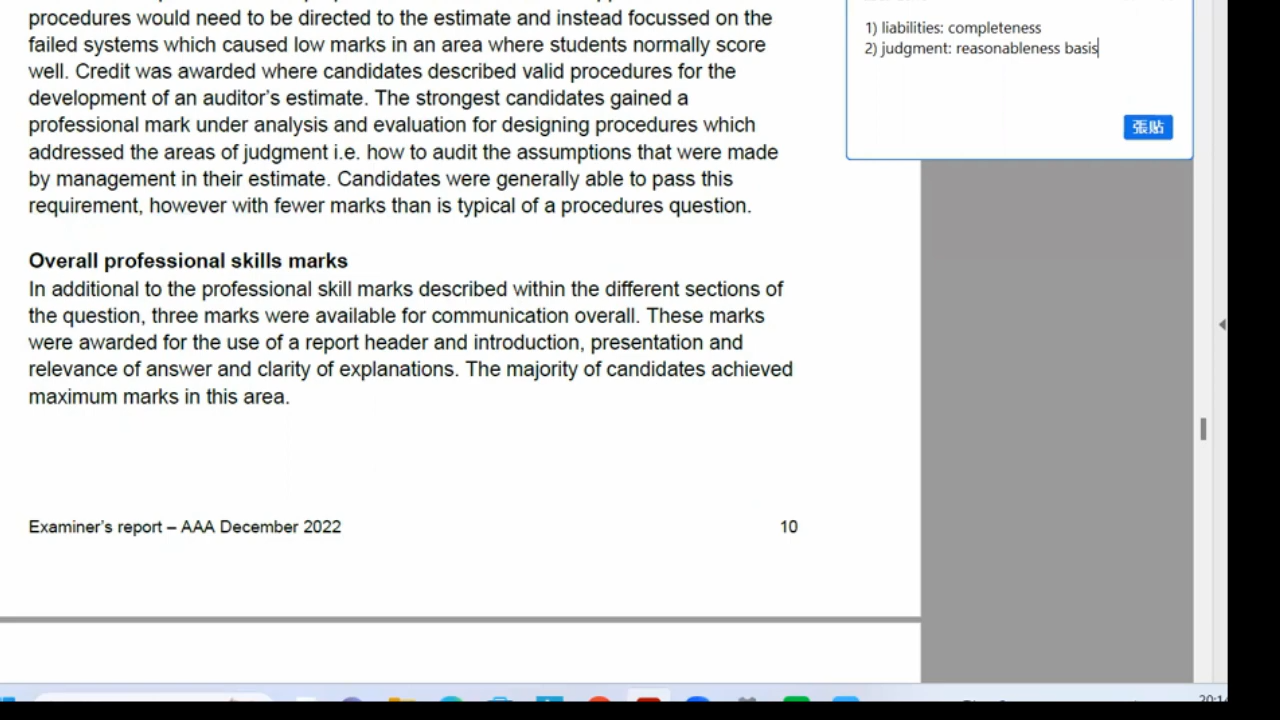 procedures would need to be directed to the estimate and instead focussed on the
failed systems which caused low marks in an area where students normally score
well. Credit was awarded where candidates described valid procedures for the
development of an auditor's estimate. The strongest candidates gained a
professional mark under analysis and evaluation for designing procedures which
addressed the areas of judgment i.e. how to audit the assumptions that were made
by management in their estimate. Candidates were generally able to pass this
requirement, however with fewer marks than is typical of a procedures question.
Overall professional skills marks
In additional to the professional skill marks described within the different sections of
the question, three marks were available for communication overall. These marks
were awarded for the use of a report header and introduction, presentation and
relevance of answer and clarity of explanations. The majority of candidates achieved
maximum marks in this area.
Examiner's report – AAA December 2022
10
1) liabilities: completeness
2) judgment: reasonableness basis
張貼